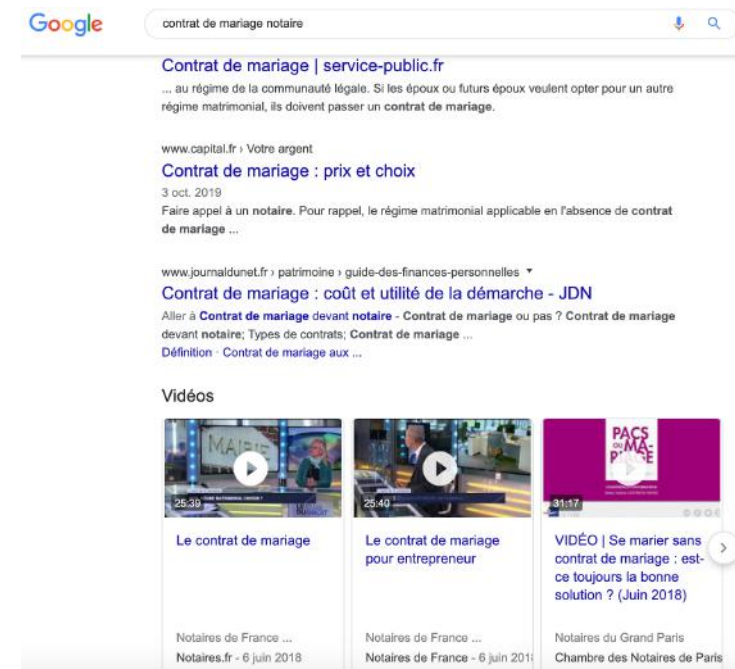 Google
contrat de mariage notaire
Contrat de mariage | service-public.fr
... au régime de la communauté légale. Si les époux ou futurs époux veulent opter pour un autre
régime matrimonial, ils doivent passer un contrat de mariage.
www.capital.fr › Votre argent
Contrat de mariage : prix et choix
3 oct. 2019
Faire appel à un notaire. Pour rappel, le régime matrimonial applicable en l'absence de contrat
de mariage ...
www.journaldunet.fr › patrimoine › guide-des-finances-personnelles
Contrat de mariage : coût et utilité de la démarche - JDN
Aller à Contrat de mariage devant notaire - Contrat de mariage ou pas ? Contrat de mariage
devant notaire; Types de contrats; Contrat de mariage ...
Définition · Contrat de mariage aux ...
Vidéos
MAIRIE
25:39
25:40
PACS
OU MA-
RIAGE
31:17
Le contrat de mariage
Notaires de France ...
Notaires.fr - 6 juin 2018
Le contrat de mariage
pour entrepreneur
Notaires de France ...
Notaires de France - 6 juin 201
VIDÉO | Se marier sans
contrat de mariage : est-
ce toujours la bonne
solution ? (Juin 2018)
Notaires du Grand Paris
Chambre des Notaires de Paris